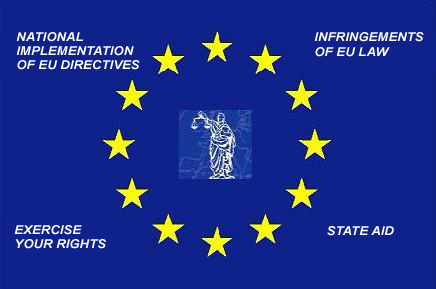 NATIONAL
IMPLEMENTATION
OF EU DIRECTIVES
INFRINGEMENTS
OF EU LAW
EXERCISE
YOUR RIGHTS
STATE AID